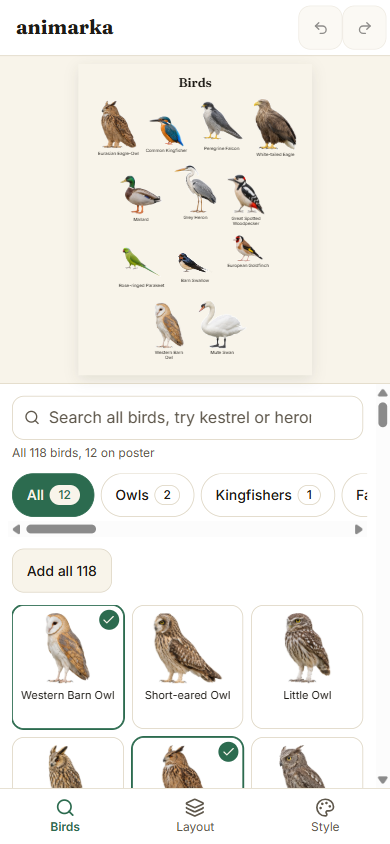 animarka
Birds
Eurasian Eagle-Owl
Common Kingfisher
Peregrine Falcon
White-tailed Eagle
Mallard
Grey Heron
Great Spotted
Woodpecker
Rose-ringed Parakeet
Barn Swallow
European Goldfinch
Western Barn
Owl
Mute Swan
Search all birds, try kestrel or heron
All 118 birds, 12 on poster
All 12
Owls 2
Kingfishers 1
Fa
Add all 118
Western Barn Owl
Short-eared Owl
Little Owl
Birds
Layout
Style